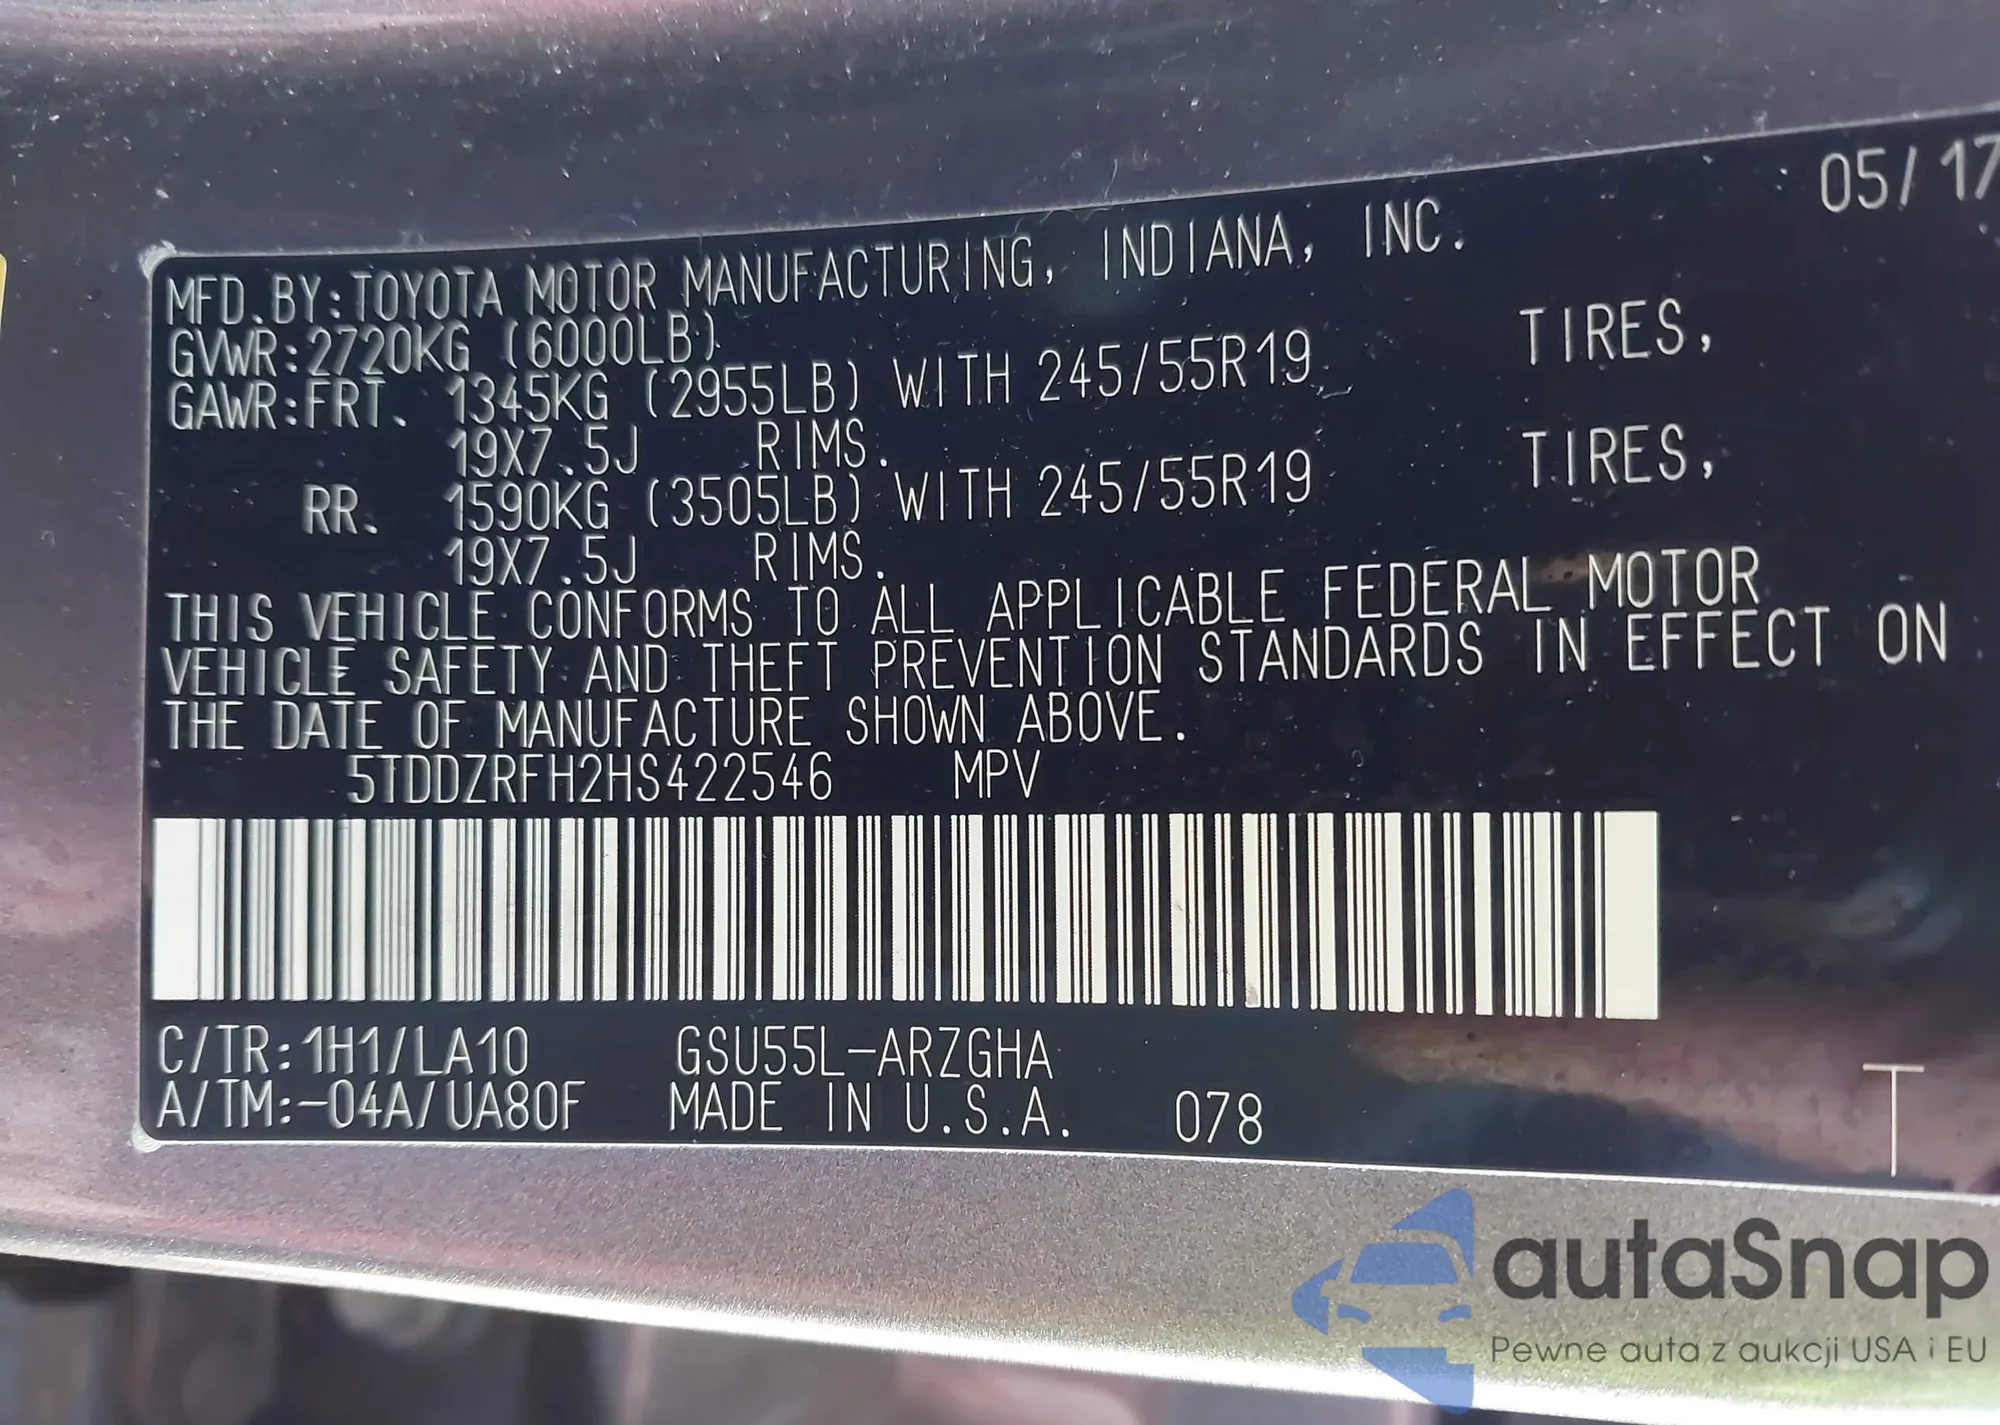 05/17
MFD.BY:TOYOTA MOTOR MANUFACTURING, INDIANA, INC.
GVWR:2720KG (6000LB)
GAWR:FRT. 1345KG (2955LB) WITH 245/55R19 TIRES,
19X7.5J RIMS.
RR. 1590KG (3505LB) WITH 245/55R19 TIRES,
19X7.5J RIMS.
THIS VEHICLE CONFORMS TO ALL APPLICABLE FEDERAL MOTOR
VEHICLE SAFETY AND THEFT PREVENTION STANDARDS IN EFFECT ON
THE DATE OF MANUFACTURE SHOWN ABOVE.
5TDDZRFH2HS422546 MPV
C/TR:1H1/LA10 GSU55L-ARZGHA
A/TM:-04A/UA80F MADE IN U.S.A. 078
T
autaSnap
Pewne auta z aukcji USA i EU